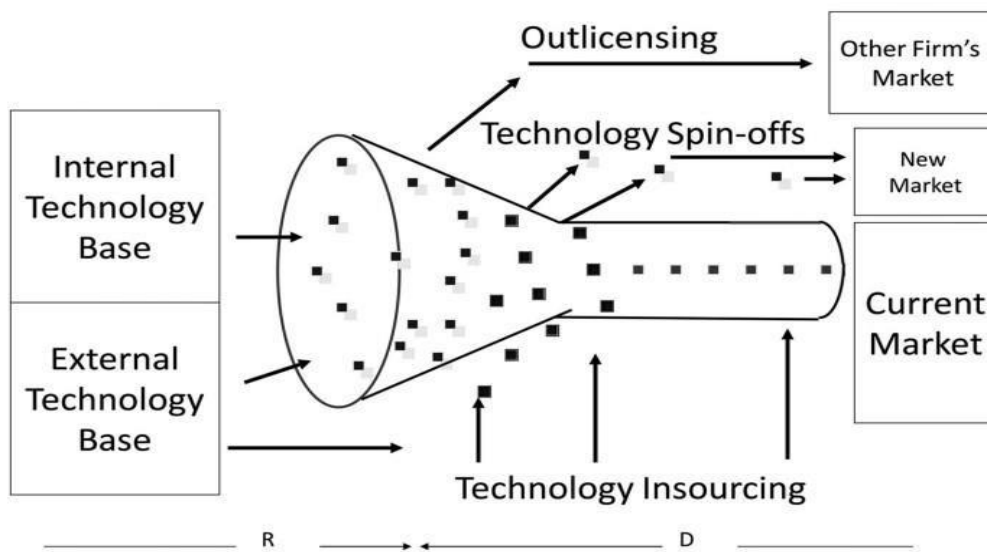 Outlicensing
Other Firm's
Market
Technology Spin-offs
New
Market
Internal
Technology
Base
External
Technology
Base
Current
Market
Technology Insourcing
R
D